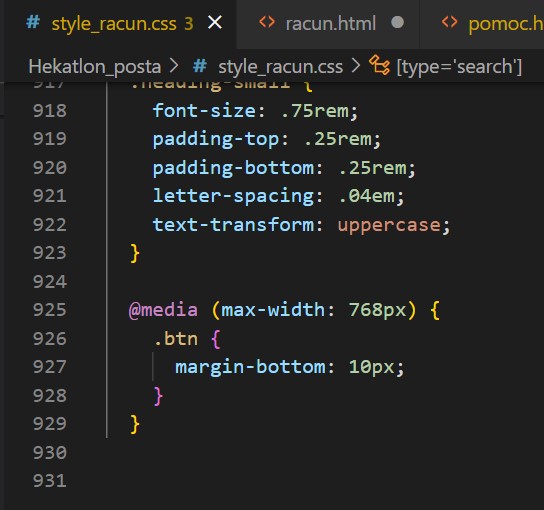 # style_racun.css 3 × <> racun.html ● <> pomoc.h
Hekatlon_posta > # style_racun.css > [type='search']
917 .heading-small {
918 font-size: .75rem;
919 padding-top: .25rem;
920 padding-bottom: .25rem;
921 letter-spacing: .04em;
922 text-transform: uppercase;
923 }
924
925 @media (max-width: 768px) {
926 .btn {
927 margin-bottom: 10px;
928 }
929 }
930
931